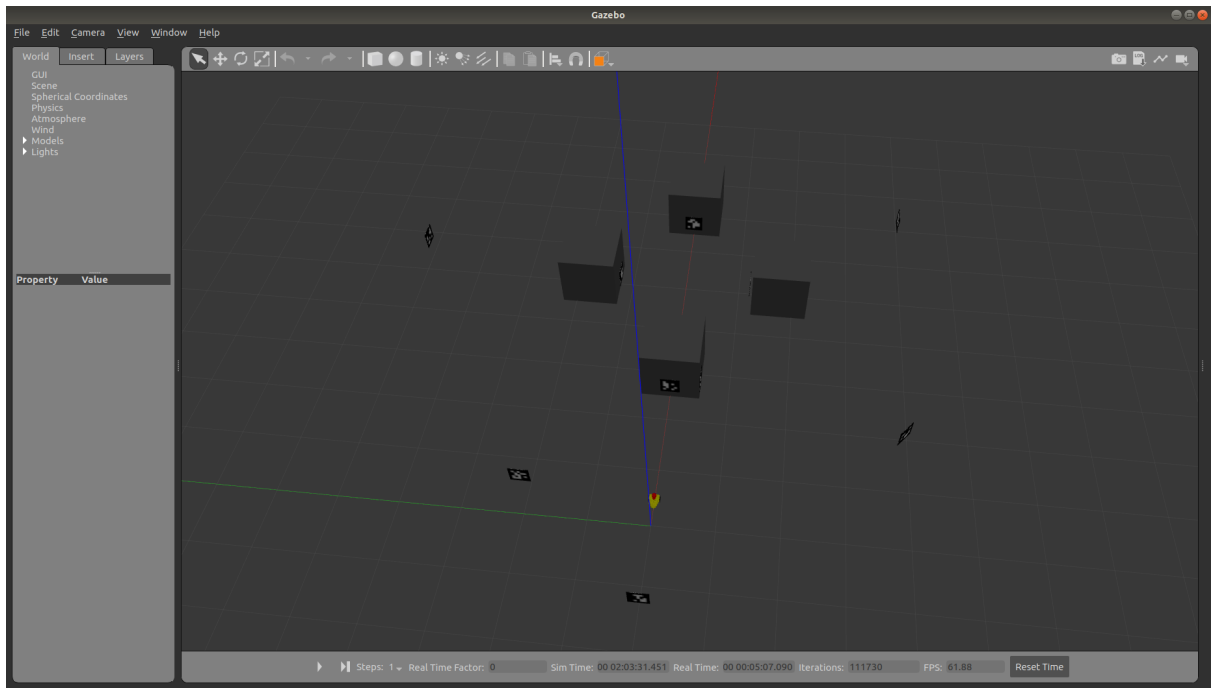 Gazebo
File Edit Camera View Window Help
World Insert Layers
GUI
Scene
Spherical Coordinates
Physics
Atmosphere
Wind
Models
Lights
Property Value
Steps: 1 Real Time Factor: 0 Sim Time: 00 02:03:31.451 Real Time: 00 00:05:07.090 Iterations: 111730 FPS: 61.88 Reset Time